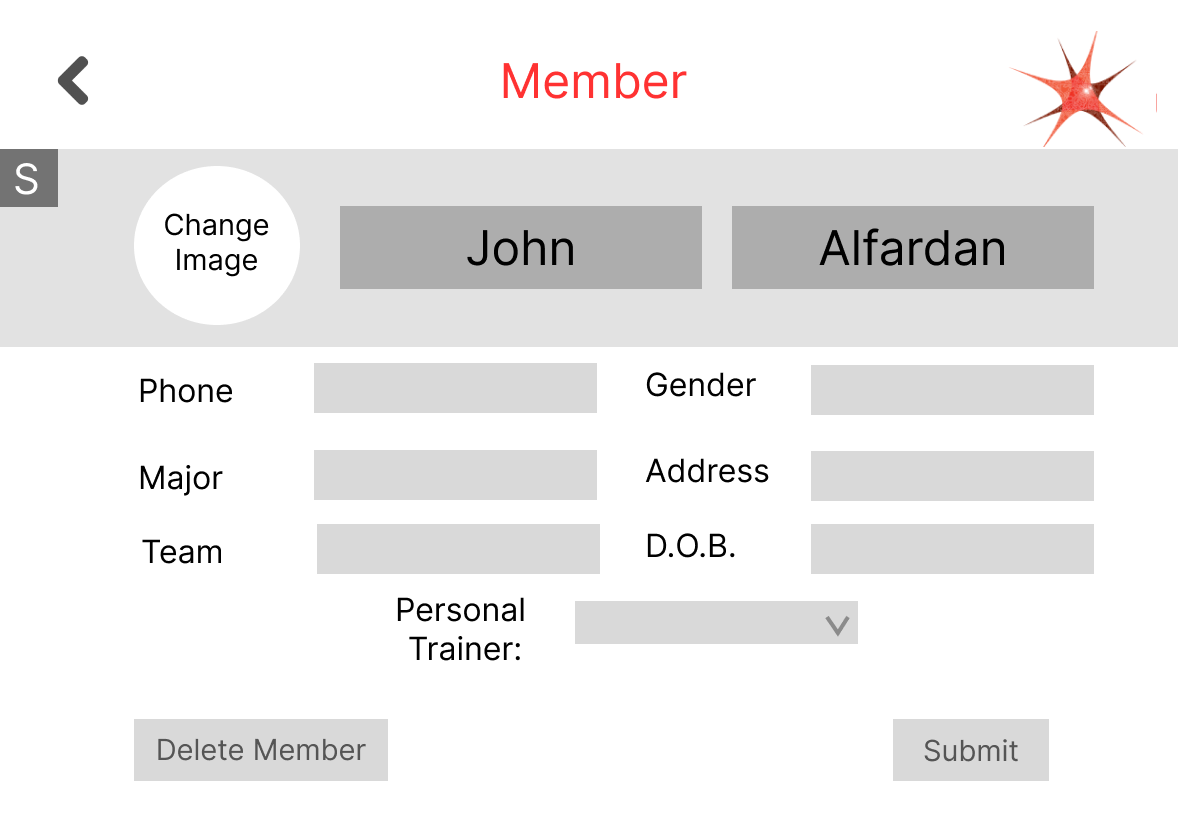 Member
S
Change
Image
John
Alfardan
Phone
Gender
Major
Address
Team
D.O.B.
Personal
Trainer:
Delete Member
Submit